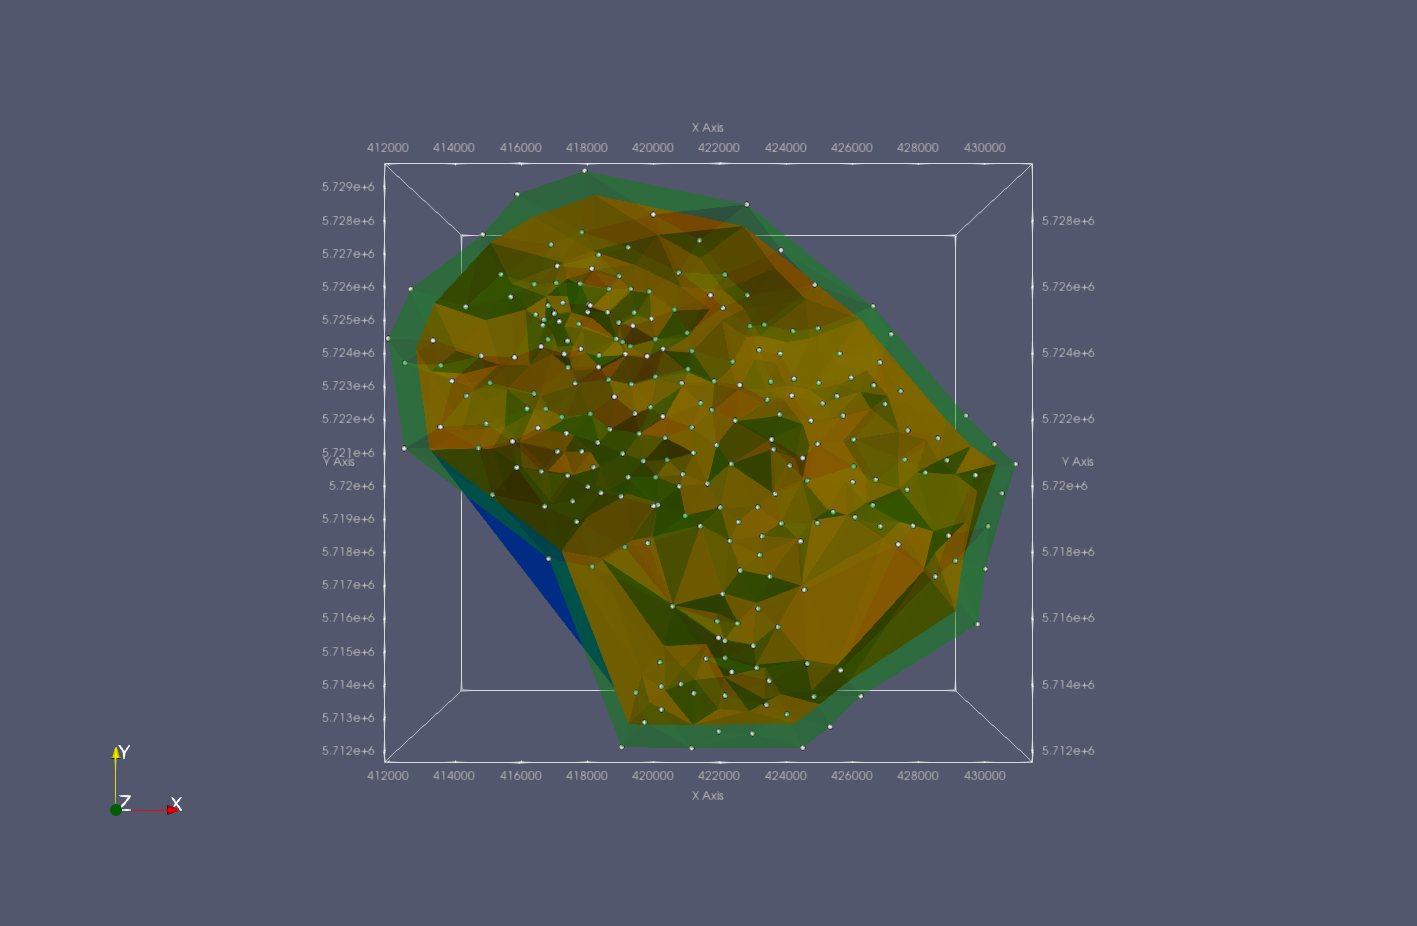 X Axis
412000 414000 416000 418000 420000 422000 424000 426000 428000 430000
5.729e+6
5.728e+6 5.728e+6
5.727e+6
5.726e+6 5.726e+6
5.725e+6
5.724e+6 5.724e+6
5.723e+6
5.722e+6 5.722e+6
5.721e+6
Y Axis Y Axis
5.72e+6 5.72e+6
5.719e+6
5.718e+6 5.718e+6
5.717e+6
5.716e+6 5.716e+6
5.715e+6
5.714e+6 5.714e+6
5.713e+6
5.712e+6 5.712e+6
412000 414000 416000 418000 420000 422000 424000 426000 428000 430000
X Axis
Y
Z X